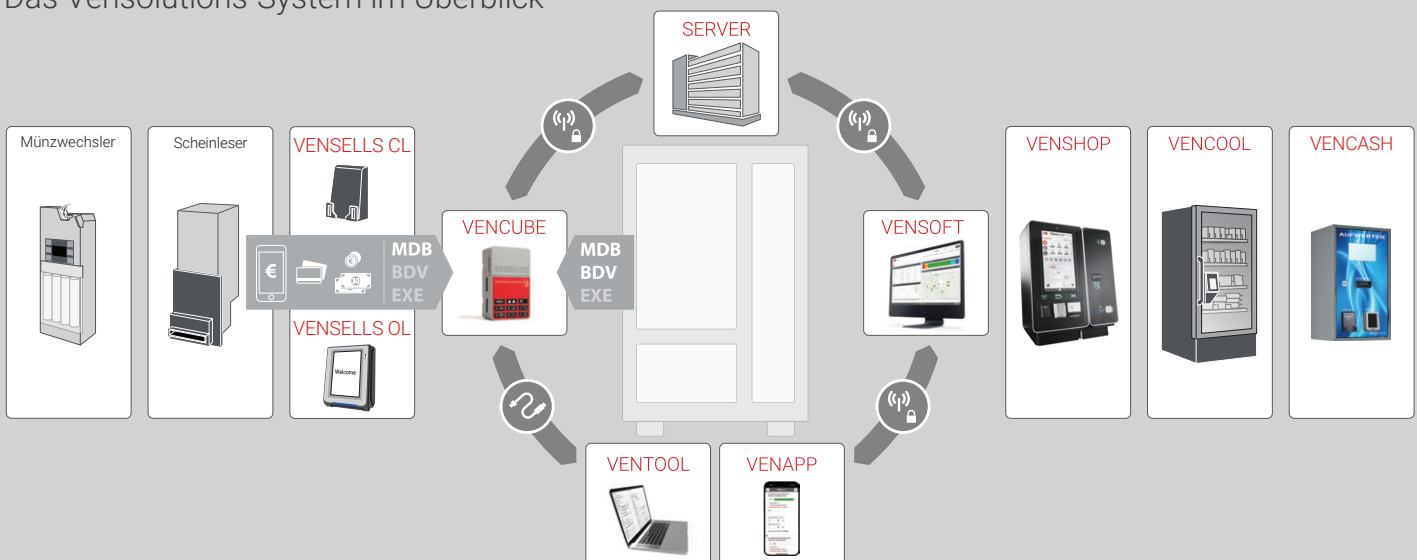 Das Vensolutions-System im Überblick
SERVER
Münzwechsler
Scheinleser
VENSELLS CL
VENSHOP
VENCOOL
VENCASH
VENCUBE
VENSOFT
€
€
MDB
BDV
EXE
MDB
BDV
EXE
AUFWERTEN
VENSELLS OL
Welcome
VENTOOL
VENAPP